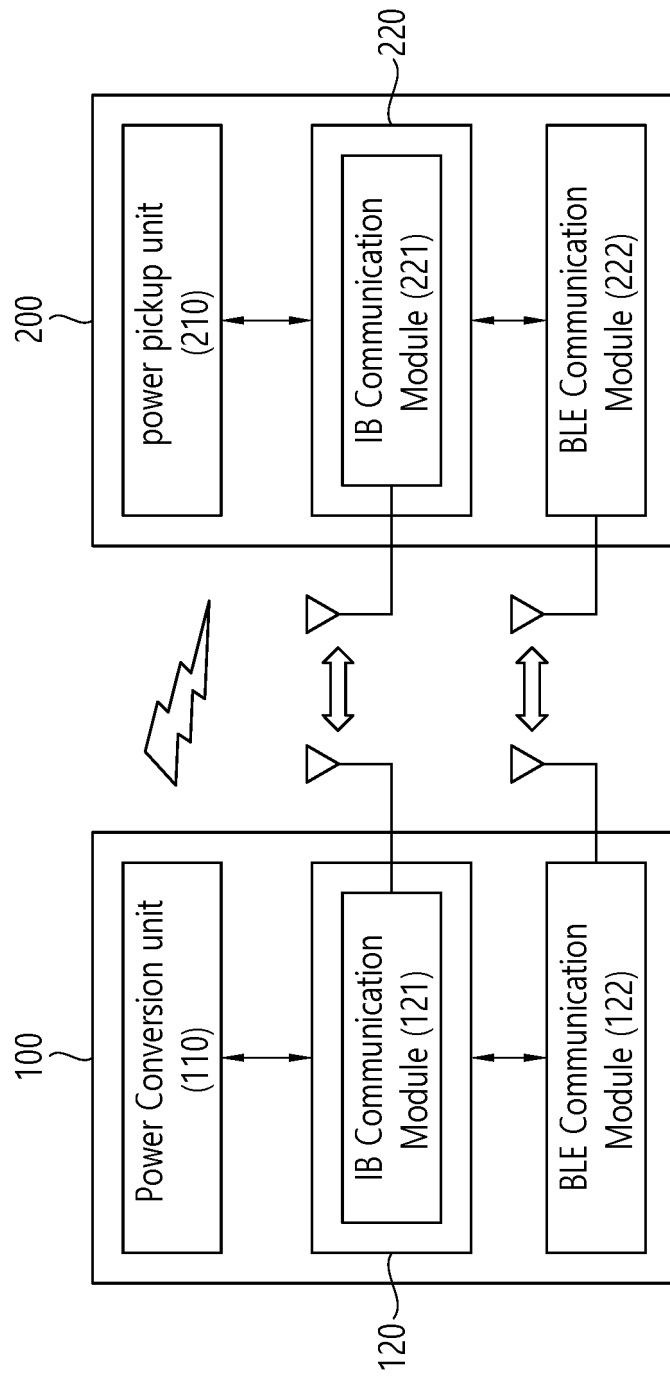 100
Power Conversion unit
(110)
120
IB Communication
Module (121)
BLE Communication
Module (122)
200
power pickup unit
(210)
220
IB Communication
Module (221)
BLE Communication
Module (222)